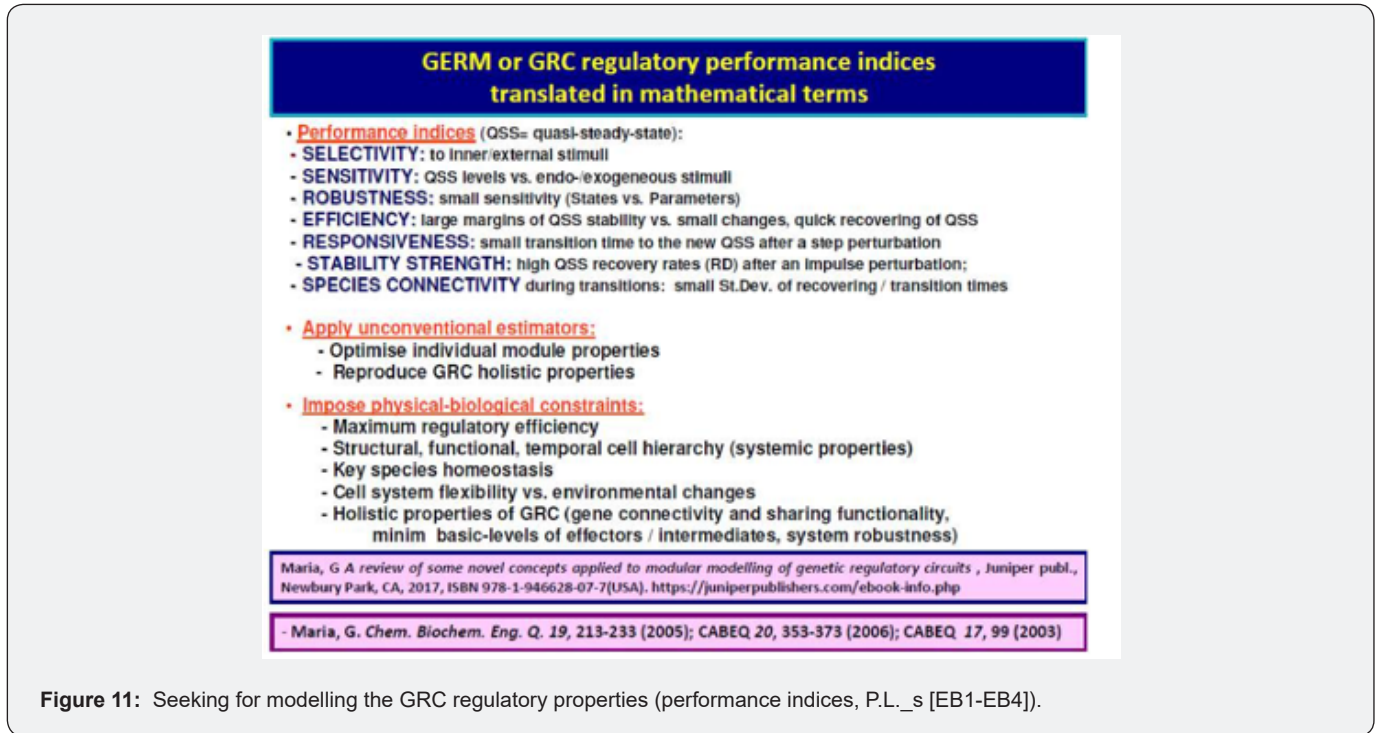 GERM or GRC regulatory performance indices
translated in mathematical terms
• Performance indices (QSS= quasi-steady-state):
- SELECTIVITY: to inner/external stimuli
- SENSITIVITY: QSS levels vs. endo-/exogeneous stimuli
- ROBUSTNESS: small sensitivity (States vs. Parameters)
- EFFICIENCY: large margins of QSS stability vs. small changes, quick recovering of QSS
- RESPONSIVENESS: small transition time to the new QSS after a step perturbation
- STABILITY STRENGTH: high QSS recovery rates (RD) after an impulse perturbation;
- SPECIES CONNECTIVITY during transitions: small St.Dev. of recovering / transition times
• Apply unconventional estimators:
- Optimise individual module properties
- Reproduce GRC holistic properties
• Impose physical-biological constraints:
- Maximum regulatory efficiency
- Structural, functional, temporal cell hierarchy (systemic properties)
- Key species homeostasis
- Cell system flexibility vs. environmental changes
- Holistic properties of GRC (gene connectivity and sharing functionality,
minim basic-levels of effectors / intermediates, system robustness)
Maria, G A review of some novel concepts applied to modular modelling of genetic regulatory circuits , Juniper publ.,
Newbury Park, CA, 2017, ISBN 978-1-946628-07-7(USA). https://juniperpublishers.com/ebook-info.php
- Maria, G. Chem. Biochem. Eng. Q. 19, 213-233 (2005); CABEQ 20, 353-373 (2006); CABEQ 17, 99 (2003)
Figure 11: Seeking for modelling the GRC regulatory properties (performance indices, P.L._s [EB1-EB4]).